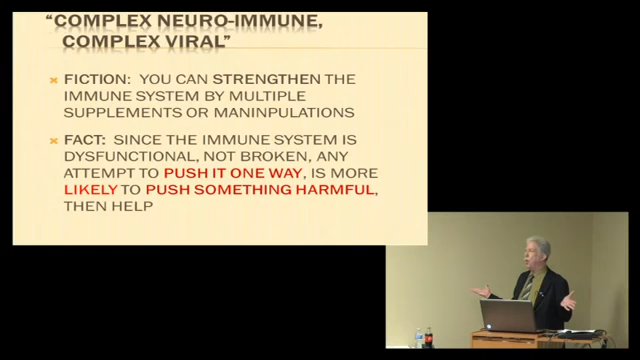 “COMPLEX NEURO-IMMUNE,
COMPLEX VIRAL”
FICTION: YOU CAN STRENGTHEN THE
IMMUNE SYSTEM BY MULTIPLE
SUPPLEMENTS OR MANINPULATIONS
FACT: SINCE THE IMMUNE SYSTEM IS
DYSFUNCTIONAL, NOT BROKEN, ANY
ATTEMPT TO PUSH IT ONE WAY, IS MORE
LIKELY TO PUSH SOMETHING HARMFUL,
THEN HELP